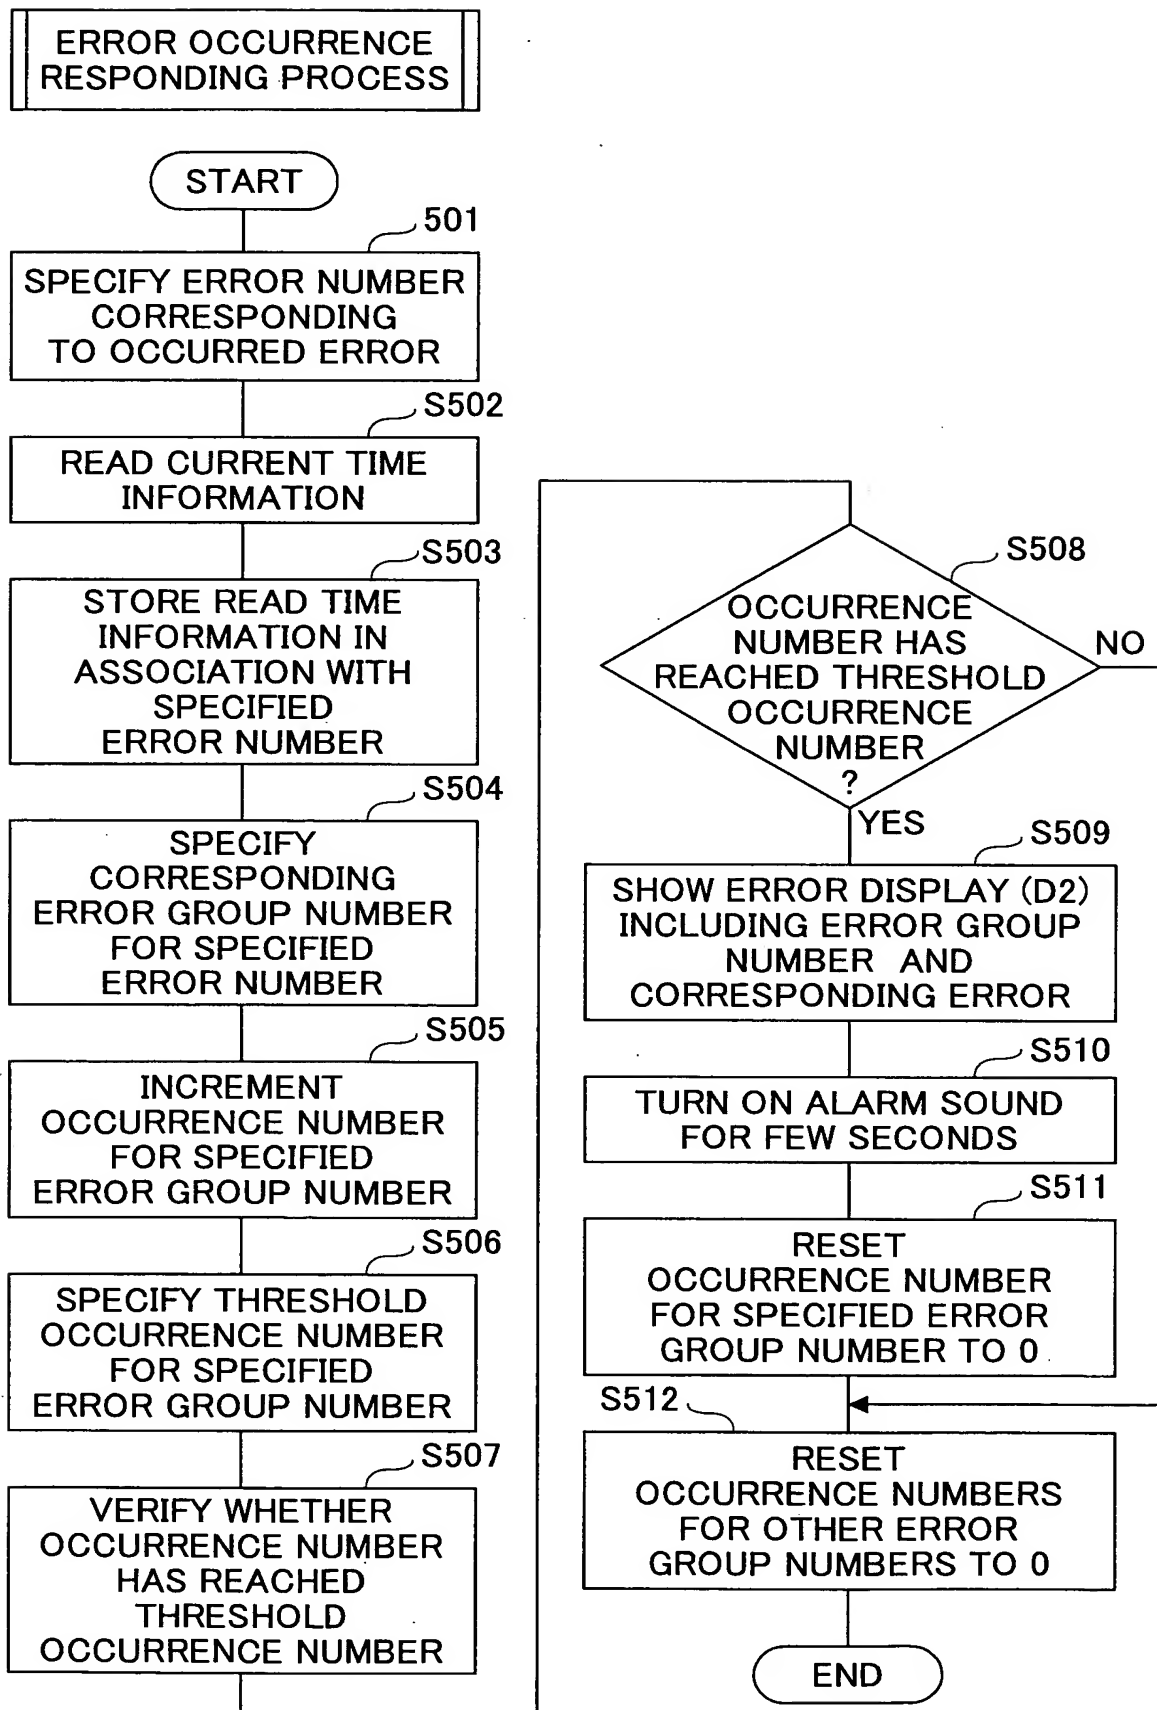 ERROR OCCURRENCE
RESPONDING PROCESS
START
501
SPECIFY ERROR NUMBER
CORRESPONDING
TO OCCURRED ERROR
S502
READ CURRENT TIME
INFORMATION
S503
STORE READ TIME
INFORMATION IN
ASSOCIATION WITH
SPECIFIED
ERROR NUMBER
S504
SPECIFY
CORRESPONDING
ERROR GROUP NUMBER
FOR SPECIFIED
ERROR NUMBER
S505
INCREMENT
OCCURRENCE NUMBER
FOR SPECIFIED
ERROR GROUP NUMBER
S506
SPECIFY THRESHOLD
OCCURRENCE NUMBER
FOR SPECIFIED
ERROR GROUP NUMBER
S507
VERIFY WHETHER
OCCURRENCE NUMBER
HAS REACHED
THRESHOLD
OCCURRENCE NUMBER
S508
OCCURRENCE
NUMBER HAS
REACHED THRESHOLD
OCCURRENCE
NUMBER
?
NO
YES
S509
SHOW ERROR DISPLAY (D2)
INCLUDING ERROR GROUP
NUMBER AND
CORRESPONDING ERROR
S510
TURN ON ALARM SOUND
FOR FEW SECONDS
S511
RESET
OCCURRENCE NUMBER
FOR SPECIFIED ERROR
GROUP NUMBER TO 0
S512
RESET
OCCURRENCE NUMBERS
FOR OTHER ERROR
GROUP NUMBERS TO 0
END